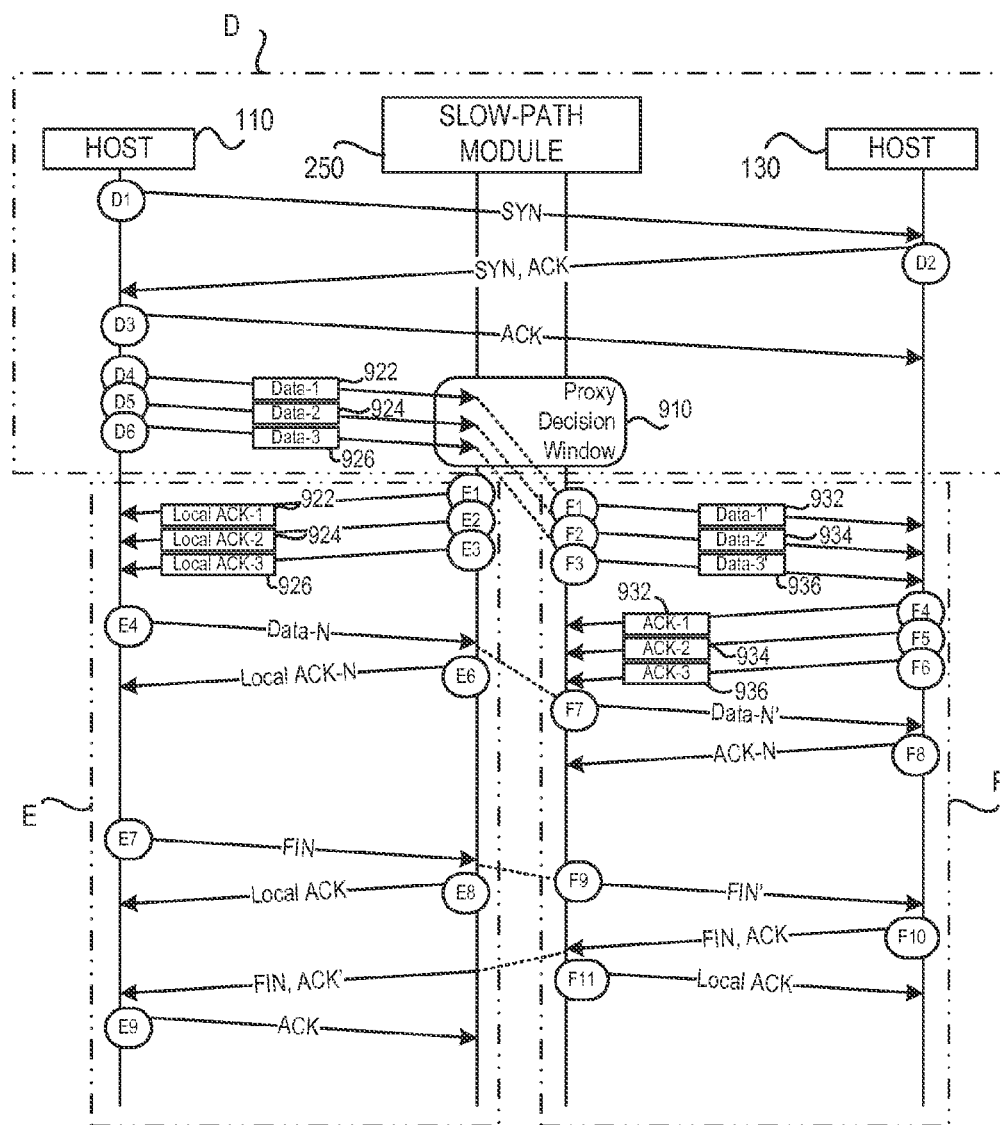 D
HOST
110
SLOW-PATH
MODULE
250
HOST
130
D1
SYN
D2
SYN, ACK
D3
ACK
D4
D5
D6
Data-1
922
Data-2
924
Data-3
926
Proxy
Decision
Window
910
E1
E2
E3
Local ACK-1
922
Local ACK-2
924
Local ACK-3
926
F1
F2
F3
Data-1'
932
Data-2'
934
Data-3'
936
E4
Data-N
932
ACK-1
ACK-2
934
ACK-3
936
F4
F5
F6
Local ACK-N
E6
F7
Data-N'
ACK-N
F8
E
F
E7
FIN
Local ACK
E8
F9
FIN'
FIN, ACK
F10
FIN, ACK'
F11
Local ACK
E9
ACK